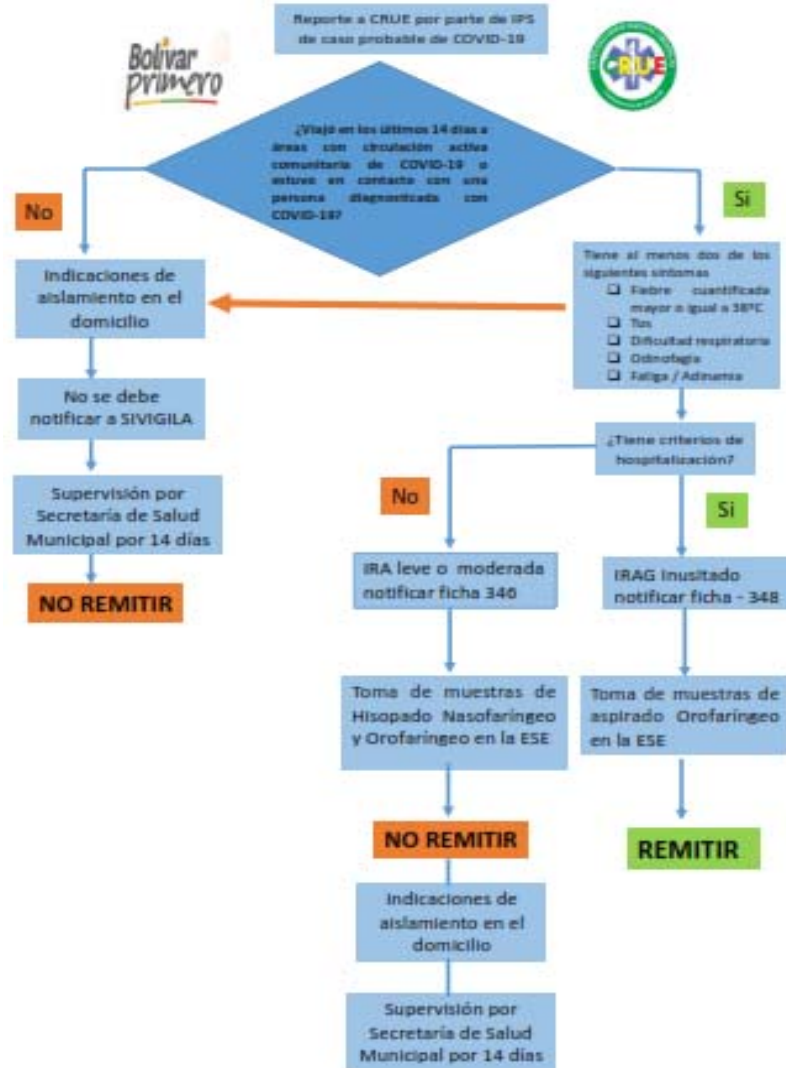 Reporte a CRUE por parte de IPS
de caso probable de COVID-19
Bolívar
primero
CRUE
¿Viajó en los últimos 14 días a
áreas con circulación activa
comunitaria de COVID-19 o
estuvo en contacto con una
persona diagnosticada con
COVID-19?
No
Si
Indicaciones de
aislamiento en el
domicilio
Tiene al menos dos de los
siguientes síntomas
Fiebre cuantificada
mayor o igual a 38ºC
Tos
Dificultad respiratoria
Odinofagia
Fatiga / Adinamia
No se debe
notificar a SIVIGILA
¿Tiene criterios de
hospitalización?
Supervisión por
Secretaría de Salud
Municipal por 14 días
No
Si
NO REMITIR
IRA leve o moderada
notificar ficha 346
IRAG Inusitado
notificar ficha - 348
Toma de muestras de
Hisopado Nasofaríngeo
y Orofaríngeo en la ESE
Toma de muestras de
aspirado Orofaríngeo
en la ESE
NO REMITIR
REMITIR
Indicaciones de
aislamiento en el
domicilio
Supervisión por
Secretaría de Salud
Municipal por 14 días